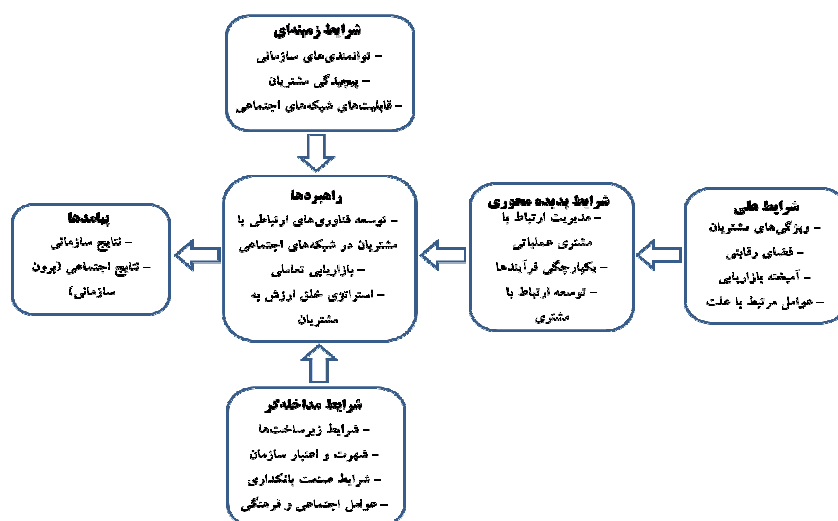 شرایط زمینه‌ای
- توانمندی‌های سازمانی
- پیچیدگی مشتریان
- قابلیت‌های شبکه‌های اجتماعی
شرایط علی
- ویژگی‌های مشتریان
- فضای رقابتی
- آمیخته بازاریابی
- عوامل مرتبط با علت
شرایط پدیده محوری
- مدیریت ارتباط با
مشتری عملیاتی
- یکپارچگی فرآیندها
- توسعه ارتباط با
مشتری
راهبردها
- توسعه فناوری‌های ارتباطی با
مشتریان در شبکه‌های اجتماعی
- بازاریابی تعاملی
- استراتژی خلق ارزش به
مشتریان
پیامدها
- نتایج سازمانی
- نتایج اجتماعی (برون
سازمانی)
شرایط مداخله‌گر
- شرایط زیرساخت‌ها
- شهرت و اعتبار سازمان
- شرایط صنعت بانکداری
- عوامل اجتماعی و فرهنگی